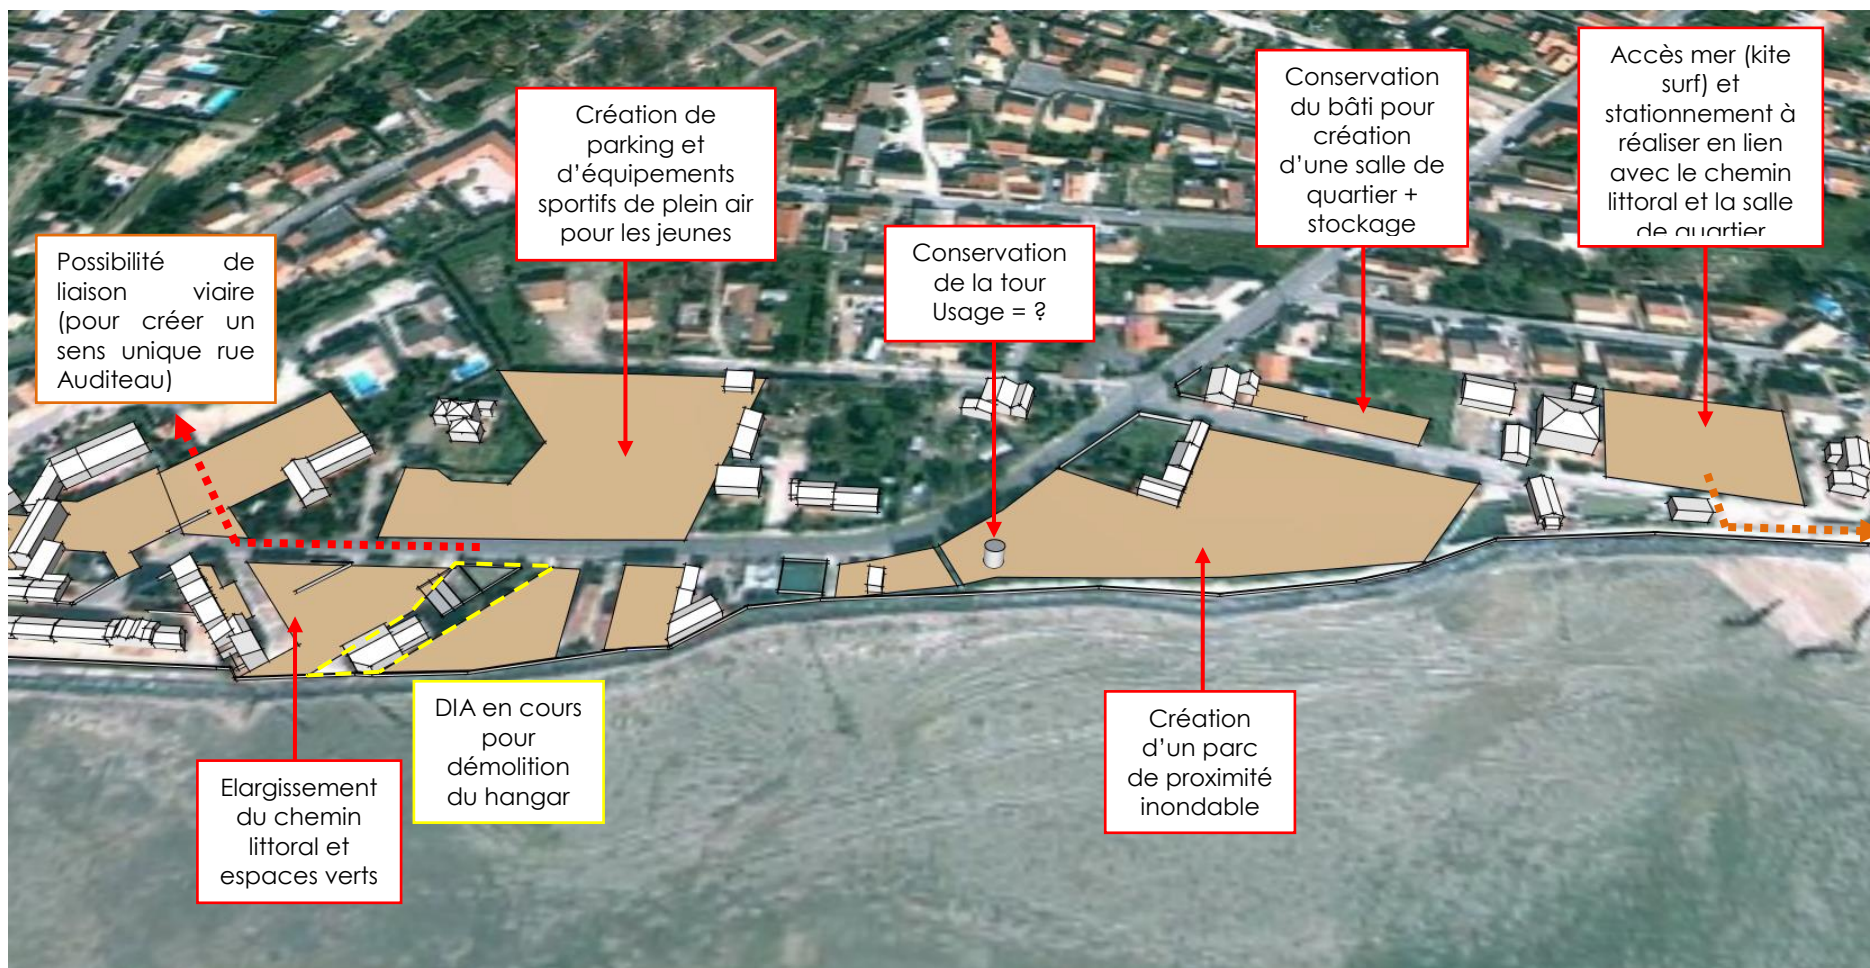 Accès mer (kite
surf) et
stationnement à
réaliser en lien
avec le chemin
littoral et la salle
de quartier
Conservation
du bâti pour
création
d'une salle de
quartier +
stockage
Création de
parking et
d'équipements
sportifs de plein air
pour les jeunes
Conservation
de la tour
Usage = ?
Possibilité de
liaison viaire
(pour créer un
sens unique rue
Auditeau)
DIA en cours
pour
démolition
du hangar
Création
d'un parc
de proximité
inondable
Elargissement
du chemin
littoral et
espaces verts